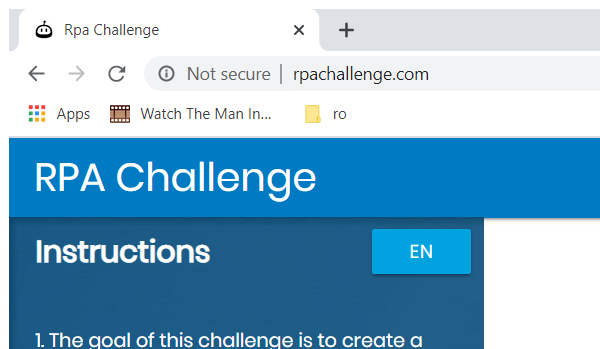 Rpa Challenge
Not secure | rpachallenge.com
Apps Watch The Man In... ro
RPA Challenge
Instructions EN
1. The goal of this challenge is to create a